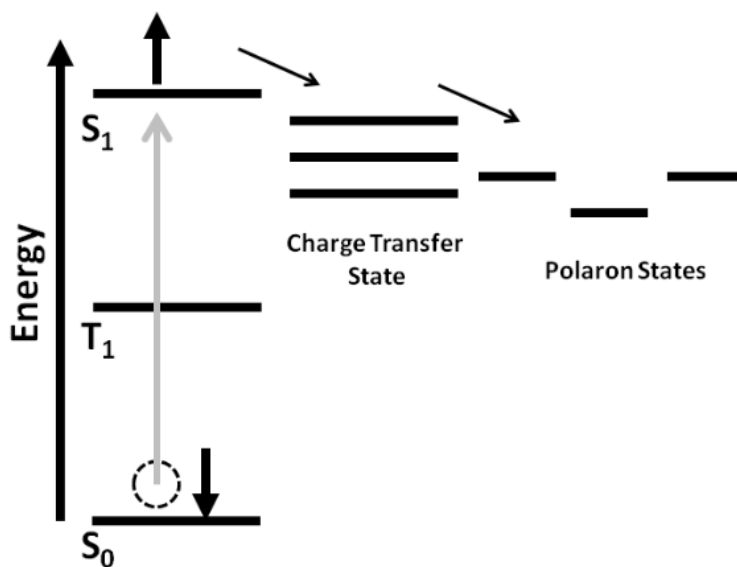 Energy
S₁
T₁
S₀
Charge Transfer
State
Polaron States